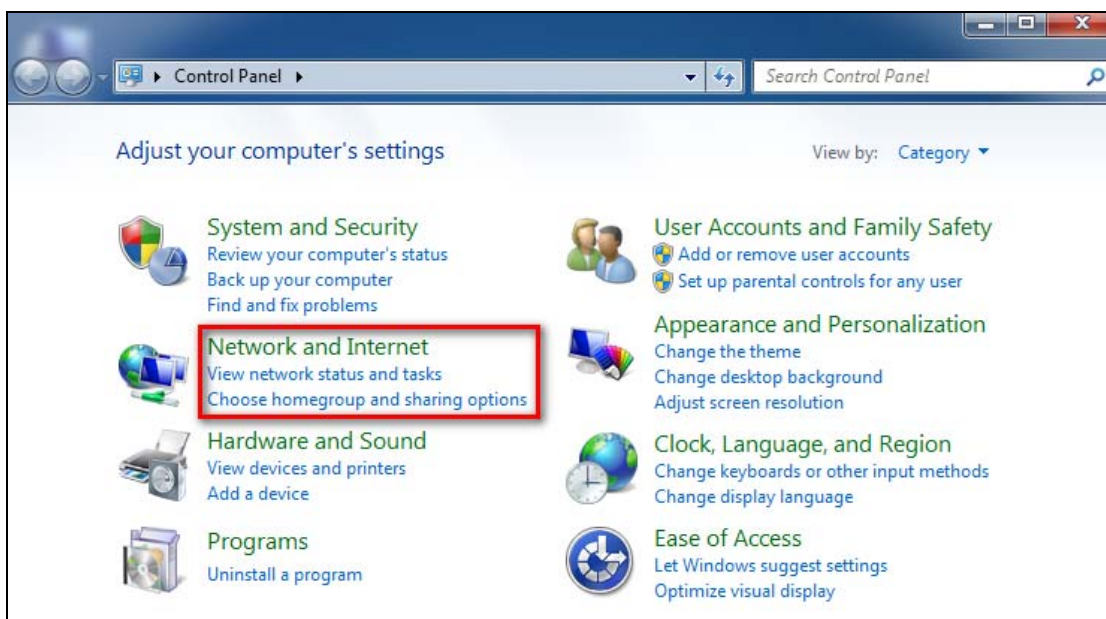 Control Panel
Search Control Panel
Adjust your computer's settings
View by: Category
System and Security
Review your computer's status
Back up your computer
Find and fix problems
Network and Internet
View network status and tasks
Choose homegroup and sharing options
Hardware and Sound
View devices and printers
Add a device
Programs
Uninstall a program
User Accounts and Family Safety
Add or remove user accounts
Set up parental controls for any user
Appearance and Personalization
Change the theme
Change desktop background
Adjust screen resolution
Clock, Language, and Region
Change keyboards or other input methods
Change display language
Ease of Access
Let Windows suggest settings
Optimize visual display